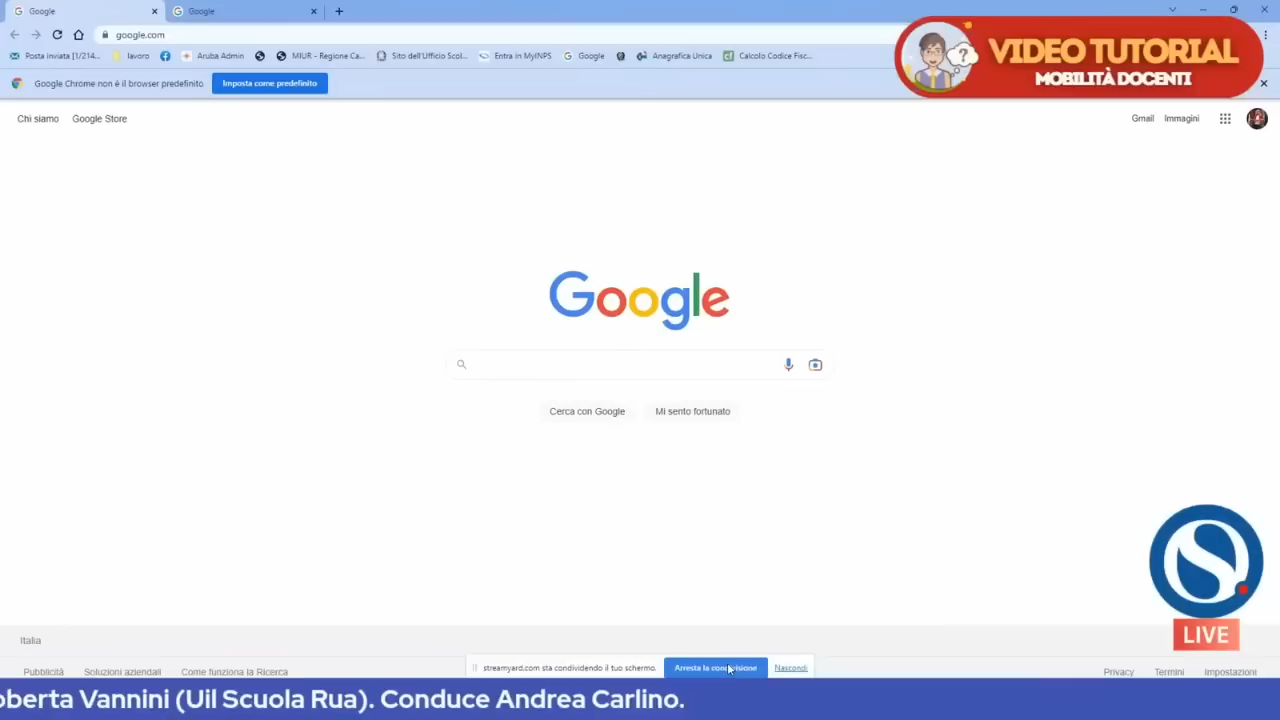 Google
Google
google.com
Posta inviata [1/214...
lavoro
Aruba Admin
MIUR - Regione Ca...
Sito dell'Ufficio Scol...
Entra in MyINPS
Google
Anagrafica Unica
Calcolo Codice Fisc...
Google Chrome non è il browser predefinito
Imposta come predefinito
VIDEO TUTORIAL
MOBILITÀ DOCENTI
Chi siamo
Google Store
Gmail
Immagini
Google
Cerca con Google
Mi sento fortunato
LIVE
Italia
Pubblicità
Soluzioni aziendali
Come funziona la Ricerca
streamyard.com sta condividendo il tuo schermo.
Arresta la condivisione
Nascondi
Privacy
Termini
Impostazioni
oberta Vannini (Uil Scuola Rua). Conduce Andrea Carlino.